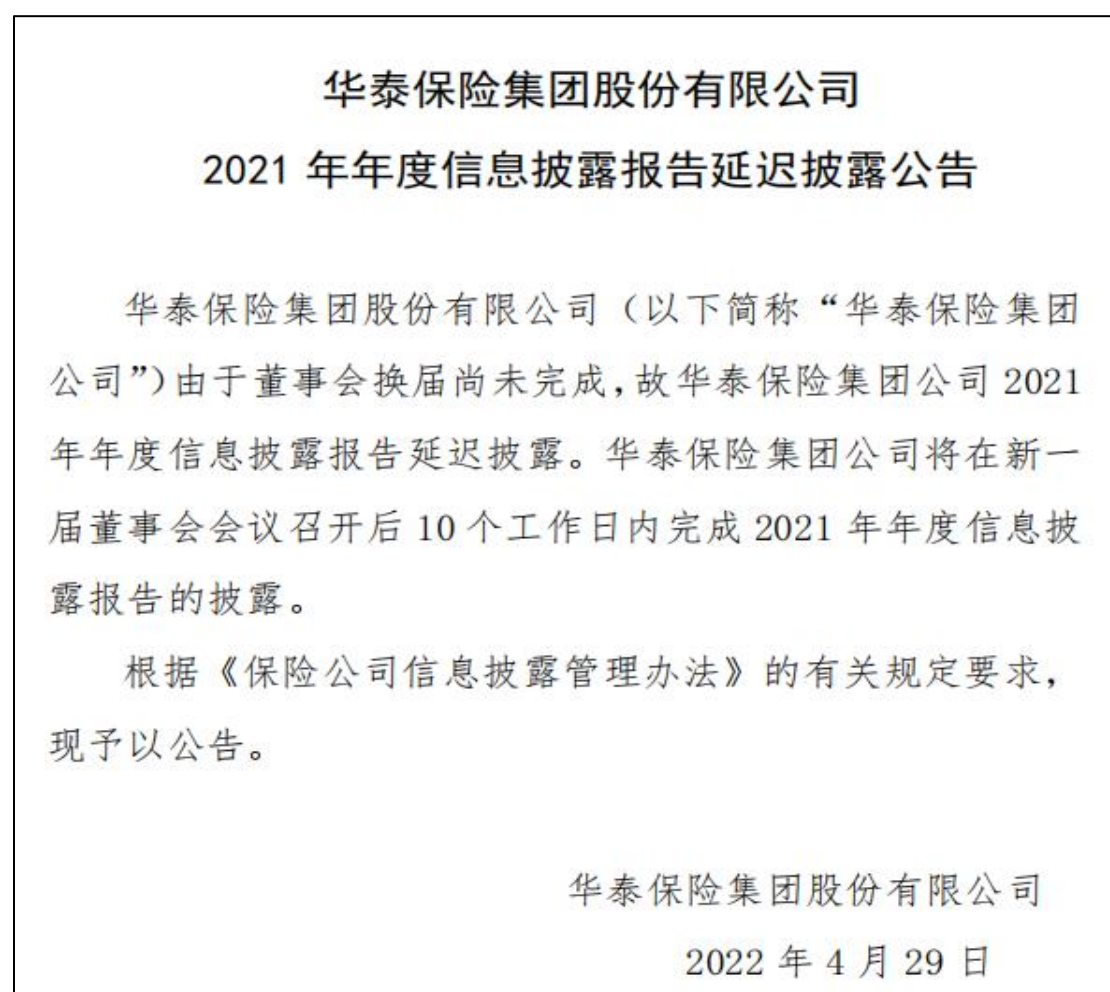 华泰保险集团股份有限公司
2021 年年度信息披露报告延迟披露公告
华泰保险集团股份有限公司（以下简称“华泰保险集团
公司”）由于董事会换届尚未完成，故华泰保险集团公司 2021
年年度信息披露报告延迟披露。华泰保险集团公司将在新一
届董事会会议召开后 10 个工作日内完成 2021 年年度信息披
露报告的披露。
根据《保险公司信息披露管理办法》的有关规定要求，
现予以公告。
华泰保险集团股份有限公司
2022 年 4 月 29 日